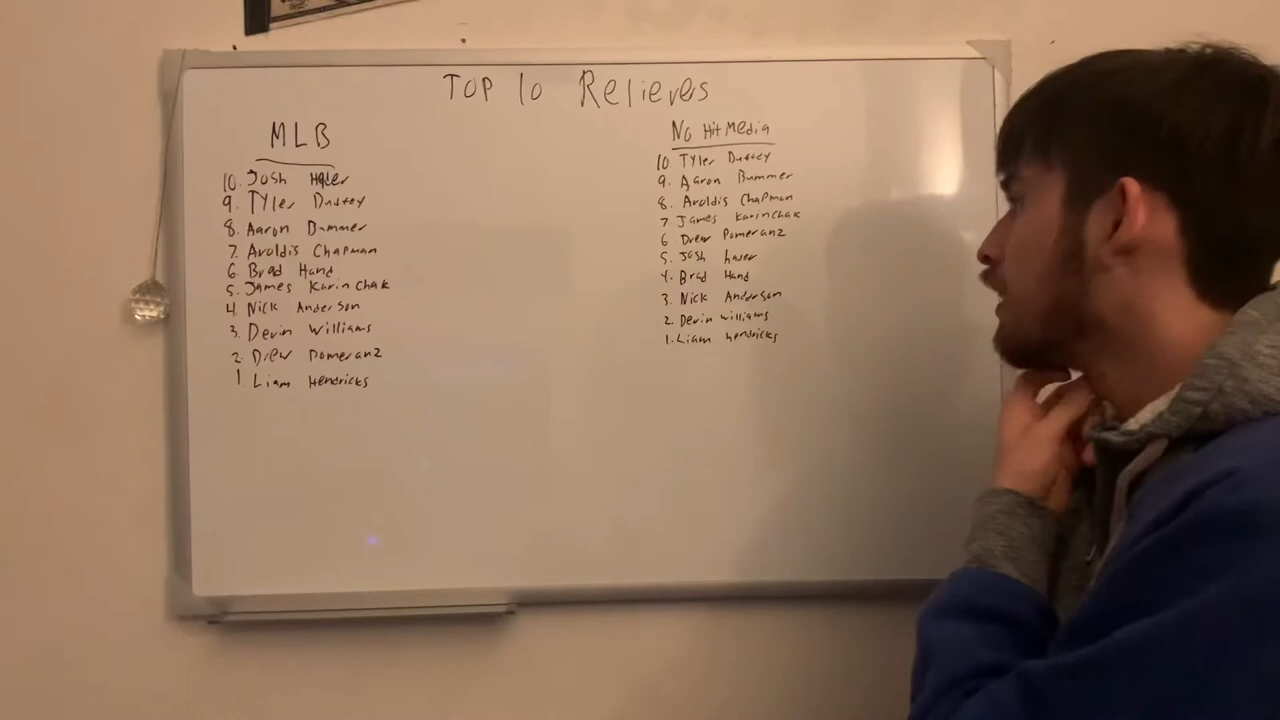 TOP 10 Relievers
MLB
10. Josh Hader
9. Tyler Duffey
8. Aaron Bummer
7. Aroldis Chapman
6. Brad Hand
5. James Karinchak
4. Nick Anderson
3. Devin Williams
2. Drew Pomeranz
1. Liam Hendricks
No Hit Media
10 Tyler Duffey
9. Aaron Bummer
8. Aroldis Chapman
7 James Karinchak
6 Drew Pomeranz
5. Josh hader
4. Brad Hand
3. Nick Anderson
2. Devin Williams
1. Liam hendricks